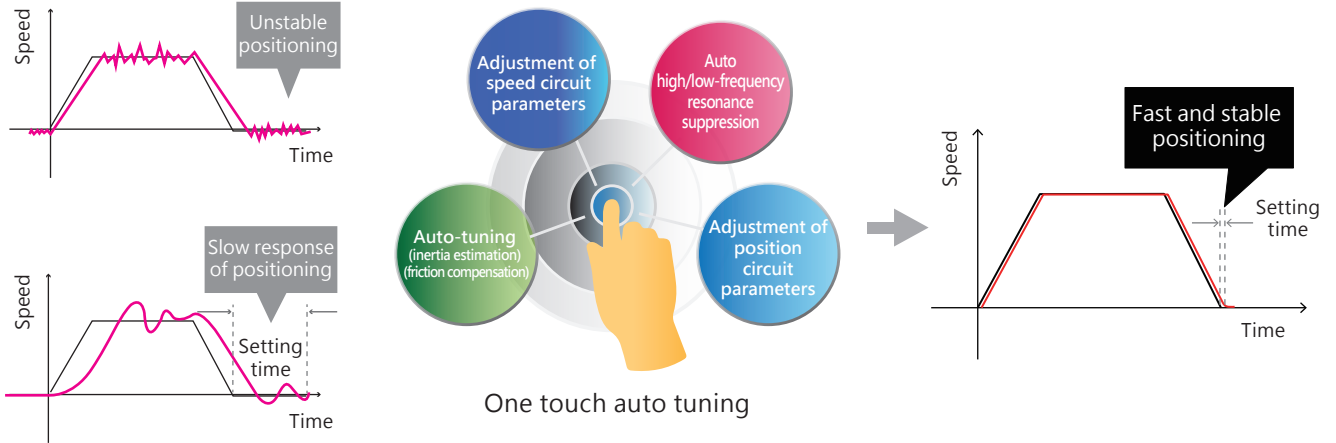 Speed
Unstable
positioning
Time
Speed
Slow response
of positioning
Setting
time
Time
Adjustment of
speed circuit
parameters
Auto
high/low-frequency
resonance
suppression
Auto-tuning
(inertia estimation)
(friction compensation)
Adjustment of
position
circuit
parameters
One touch auto tuning
Speed
Fast and stable
positioning
Setting
time
Time